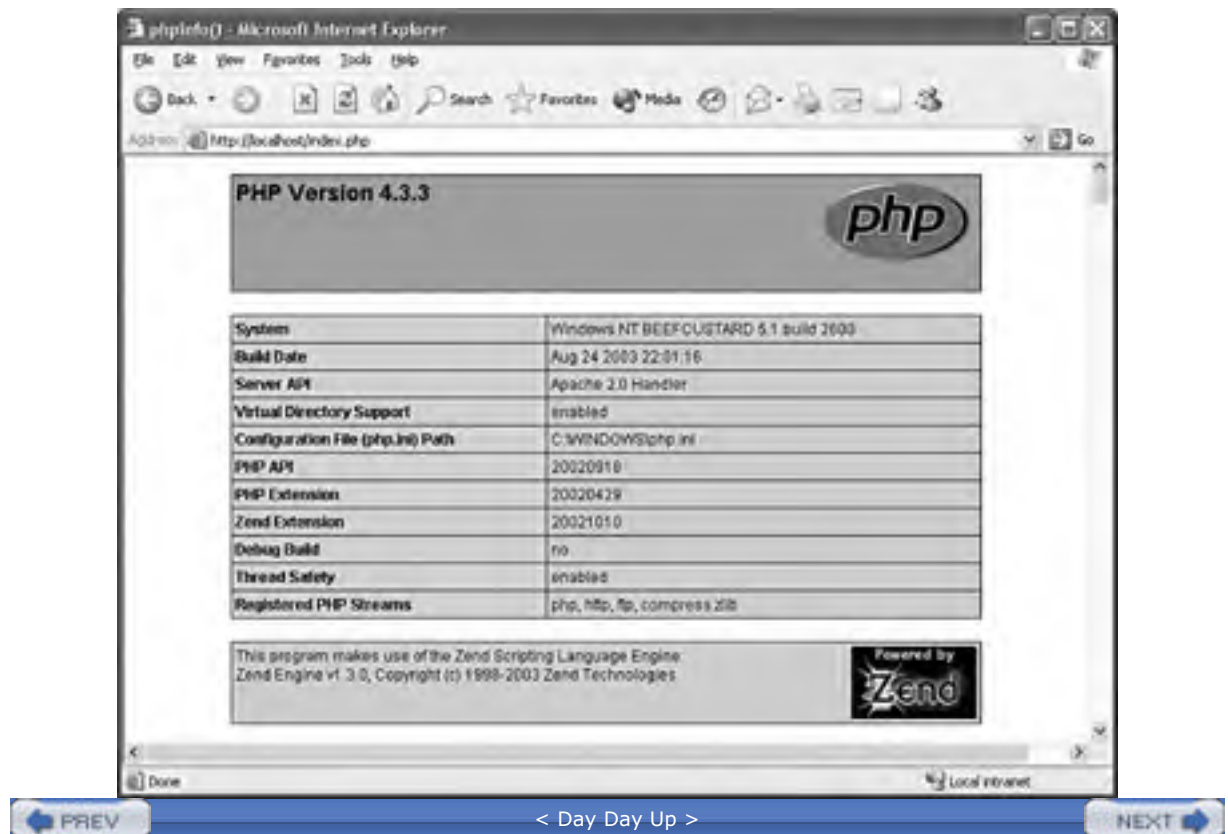 phpinfo() - Microsoft Internet Explorer
File Edit View Favorites Tools Help
Back Search Favorites Media
Address http://localhost/index.php Go
PHP Version 4.3.3
php
System Windows NT BEEFCUSTARD 5.1 build 2600
Build Date Aug 24 2003 22:01:16
Server API Apache 2.0 Handler
Virtual Directory Support enabled
Configuration File (php.ini) Path C:\WINDOWS\php.ini
PHP API 20020918
PHP Extension 20020429
Zend Extension 20021010
Debug Build no
Thread Safety enabled
Registered PHP Streams php, http, ftp, compress.zlib
This program makes use of the Zend Scripting Language Engine:
Zend Engine v1.3.0, Copyright (c) 1998-2003 Zend Technologies
Powered by
Zend
Done Local intranet
PREV < Day Day Up > NEXT